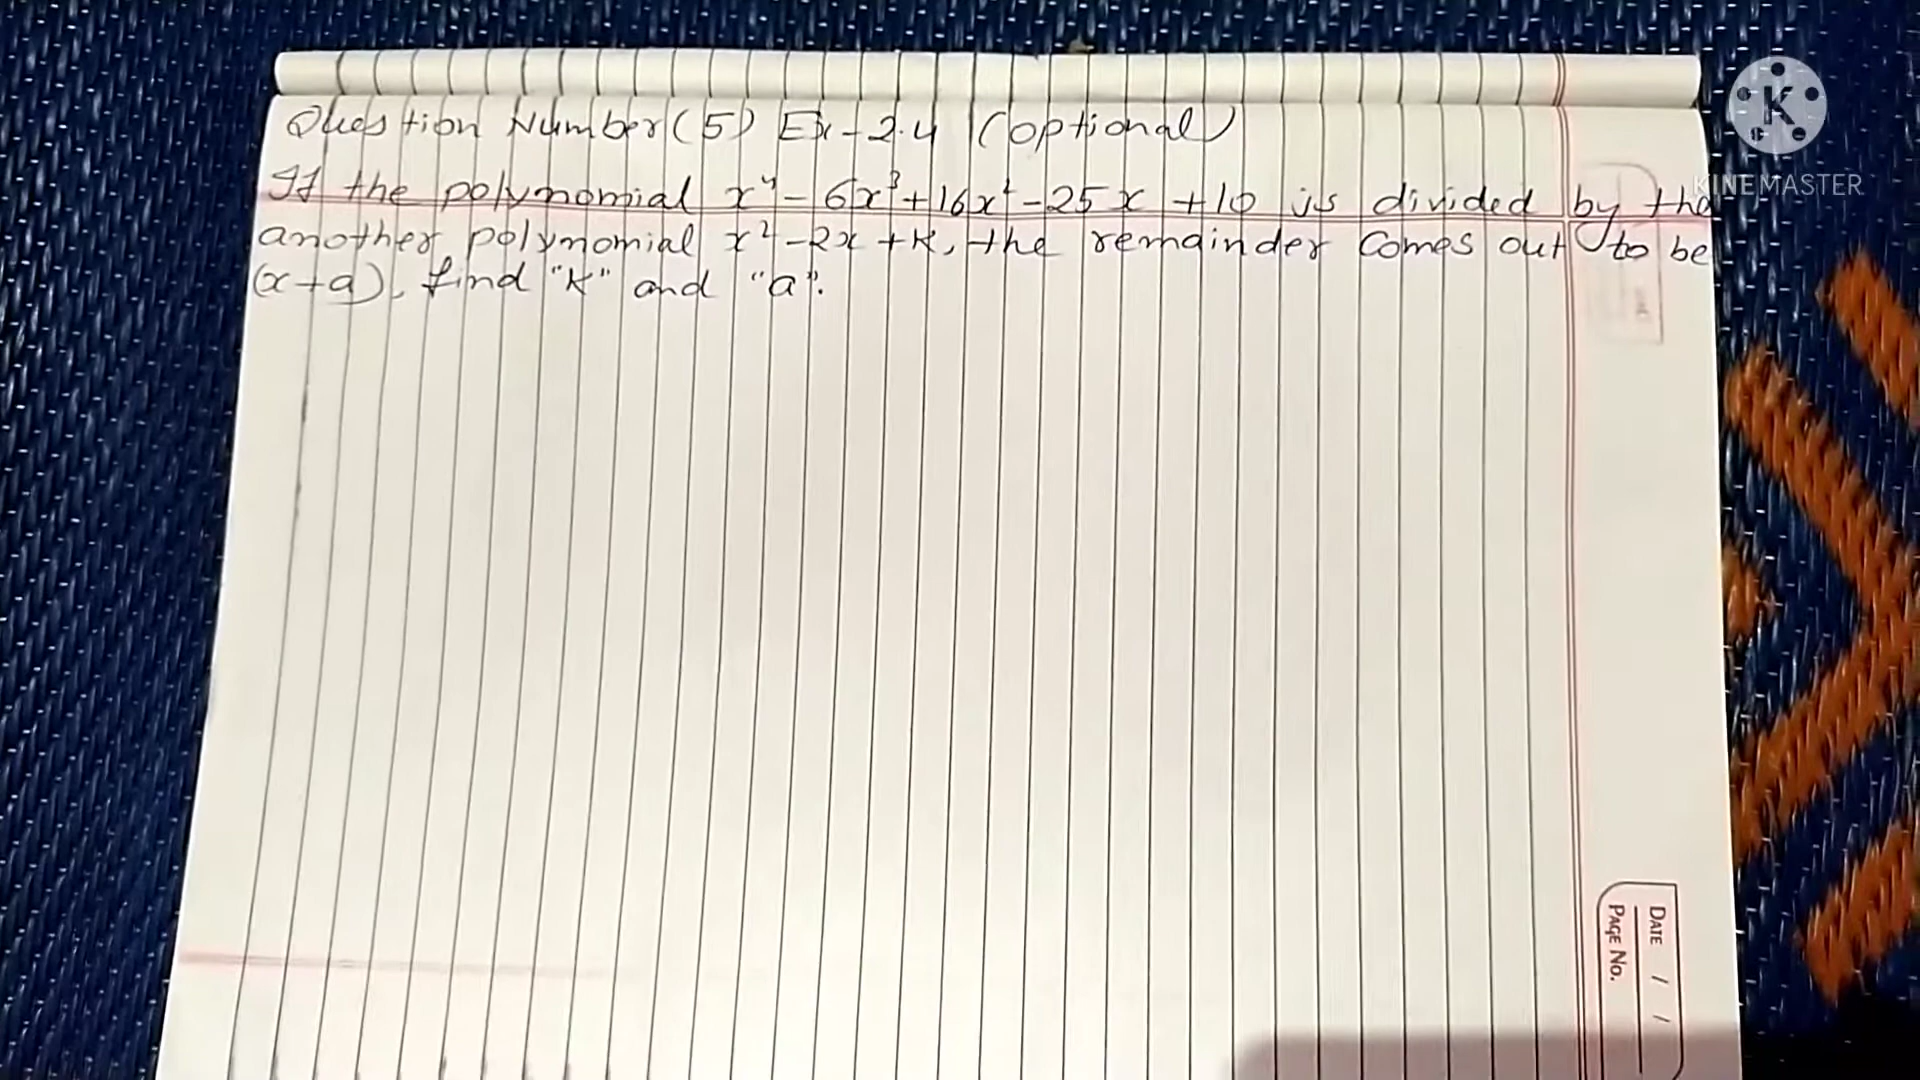 Question Number (5) Ex-2.4 (optional)
If the polynomial x⁴ - 6x³ + 16x² - 25x + 10 is divided by the
another polynomial x² - 2x + K, the remainder comes out to be
(x+a), find "K" and "a".
K
KINEMASTER
DATE / /
PAGE No.